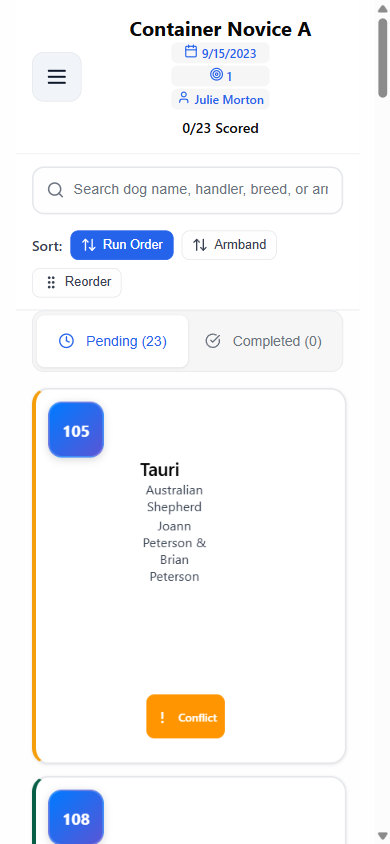 Container Novice A
9/15/2023
1
Julie Morton
0/23 Scored
Search dog name, handler, breed, or arr
Sort:
Run Order
Armband
Reorder
Pending (23)
Completed (0)
105
Tauri
Australian
Shepherd
Joann
Peterson &
Brian
Peterson
! Conflict
108